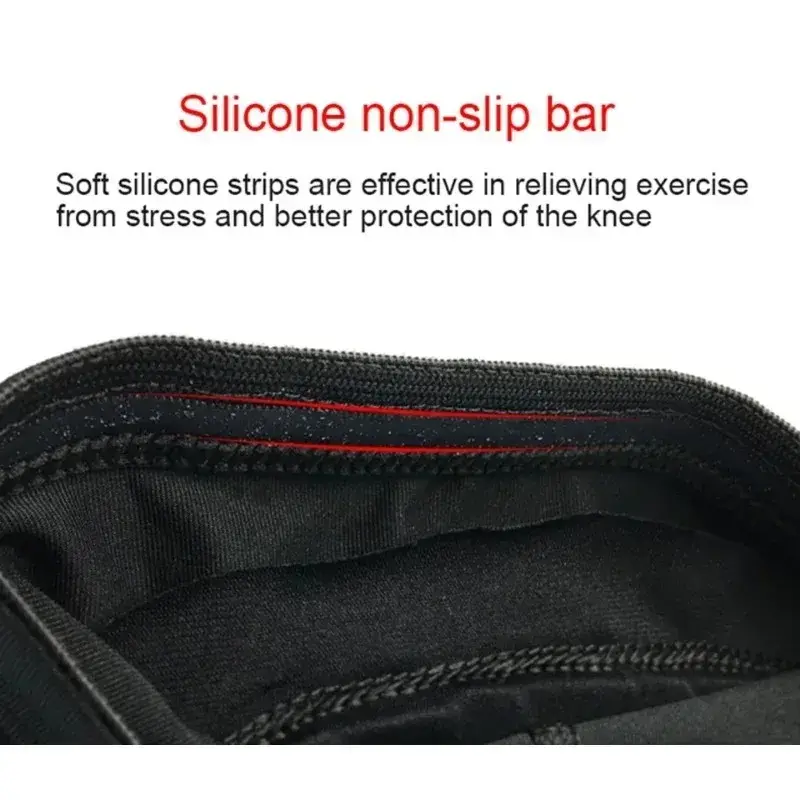 Silicone non-slip bar
Soft silicone strips are effective in relieving exercise
from stress and better protection of the knee